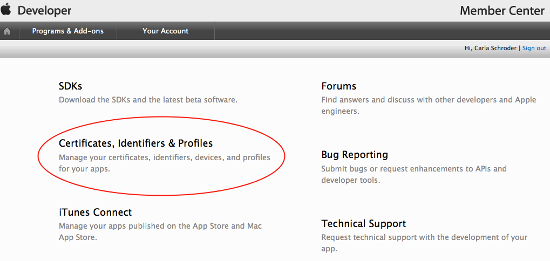 Developer
Member Center
Programs & Add-ons
Your Account
Hi, Carla Schroder | Sign out
SDKs
Download the SDKs and the latest beta software.
Certificates, Identifiers & Profiles
Manage your certificates, identifiers, devices, and profiles
for your apps.
iTunes Connect
Manage your apps published on the App Store and Mac
App Store.
Forums
Find answers and discuss with other developers and Apple
engineers.
Bug Reporting
Submit bugs or request enhancements to APIs and
developer tools.
Technical Support
Request technical support with the development of your
app.